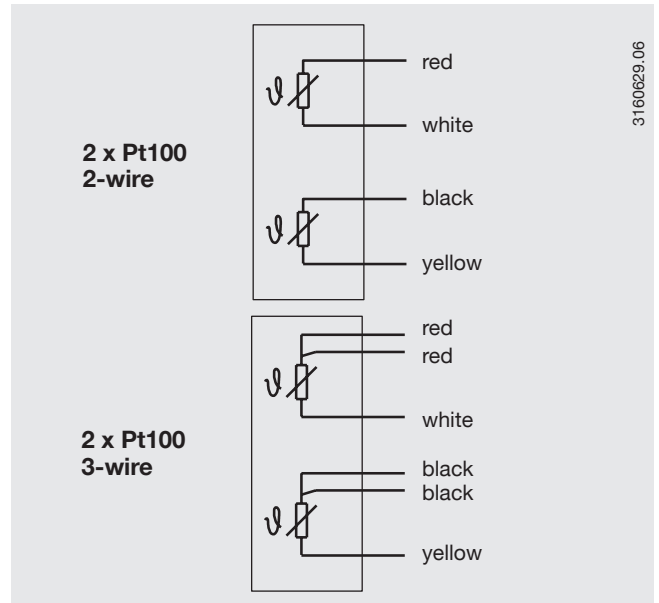 3160629.06
2 x Pt100
2-wire
ϑ
red
white
ϑ
black
yellow
2 x Pt100
3-wire
ϑ
red
red
white
ϑ
black
black
yellow